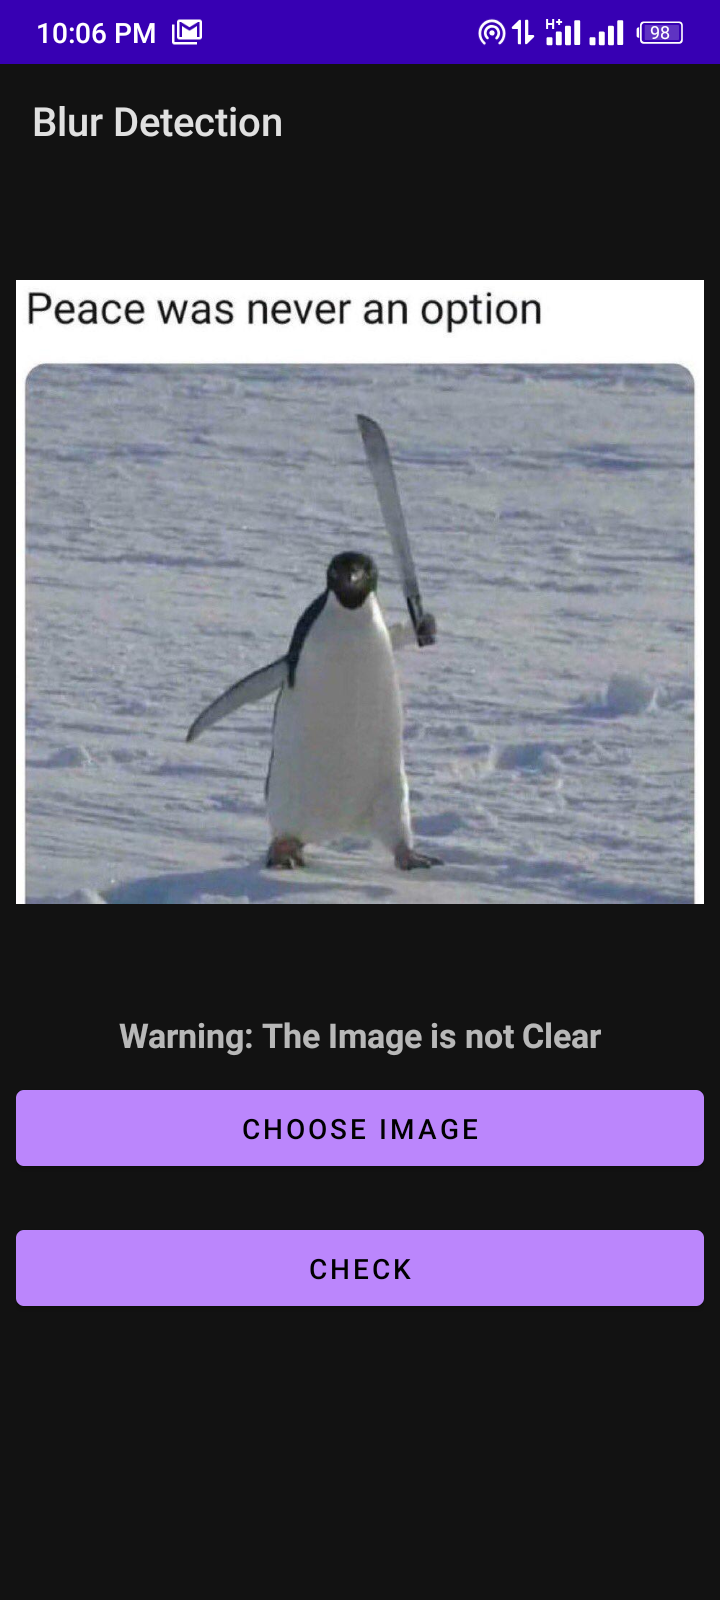 10:06 PM
H+
98
Blur Detection
Peace was never an option
Warning: The Image is not Clear
CHOOSE IMAGE
CHECK